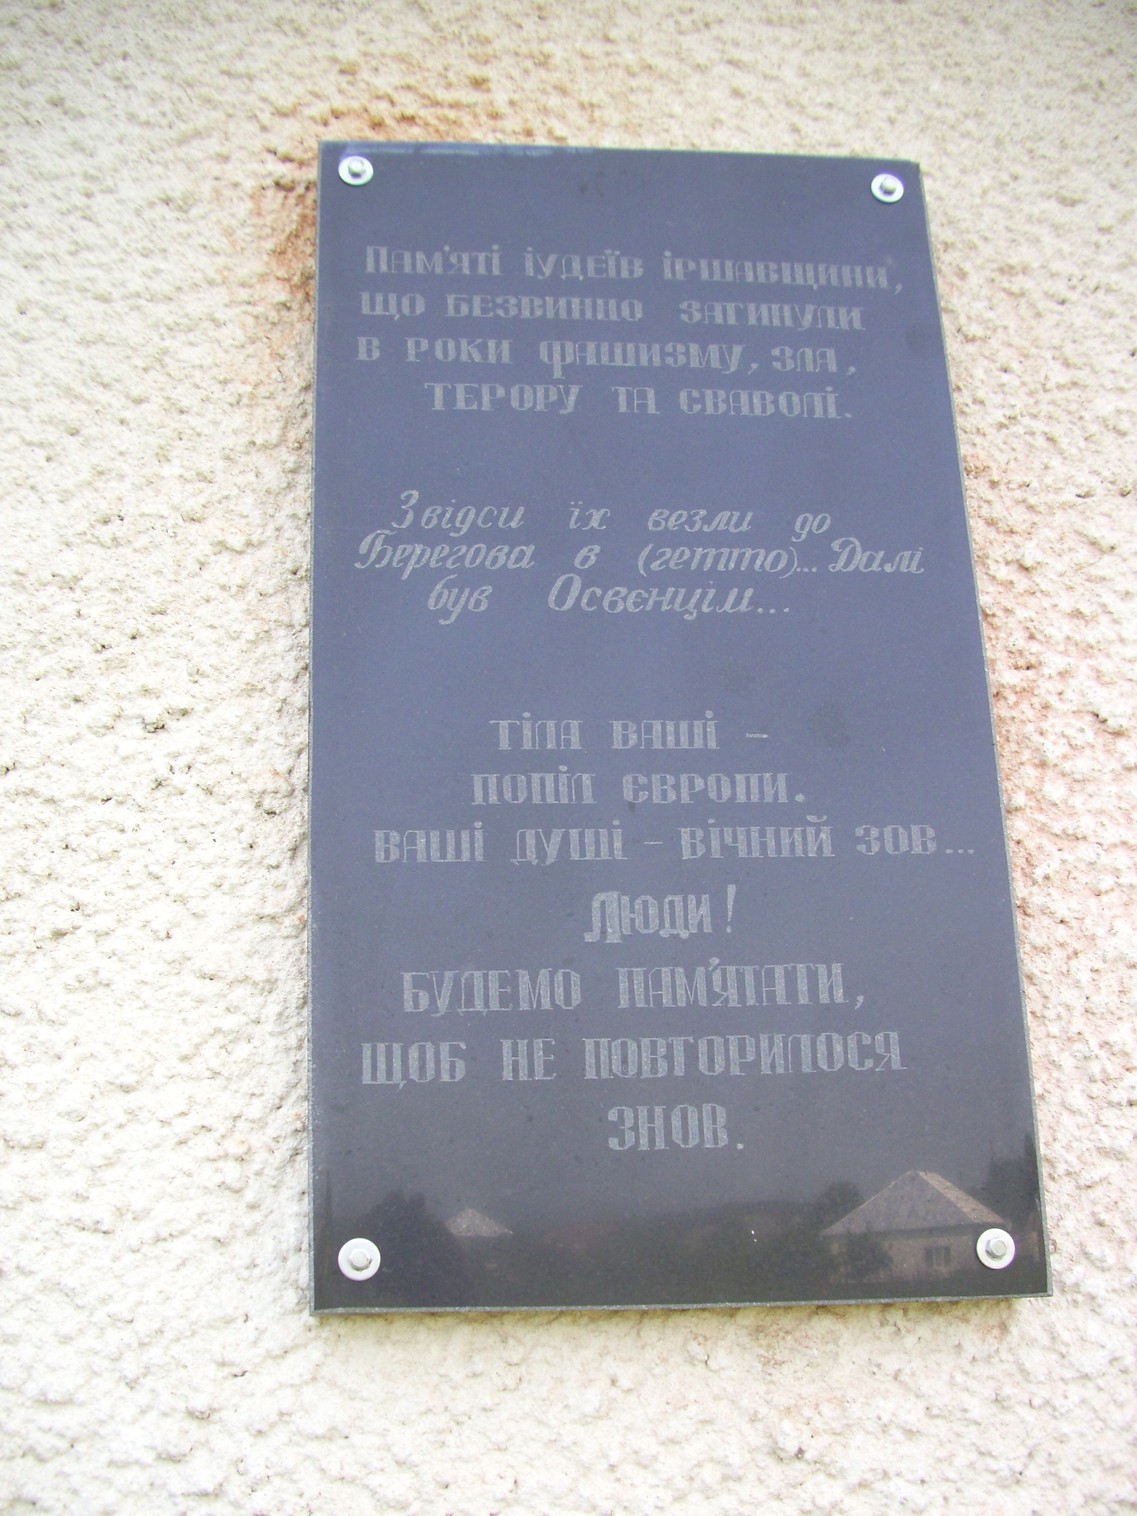 Пам'яті іудеїв іршавщини,
що безвинно загинули
в роки фашизму, зла,
терору та сваволі.
Звідси їх везли до
Берегова в (гетто)... Далі
був Освєнцім...
Тіла ваші -
попіл Європи.
Ваші душі - вічний зов...
Люди!
Будемо пам'ятати,
щоб не повторилося
знов.